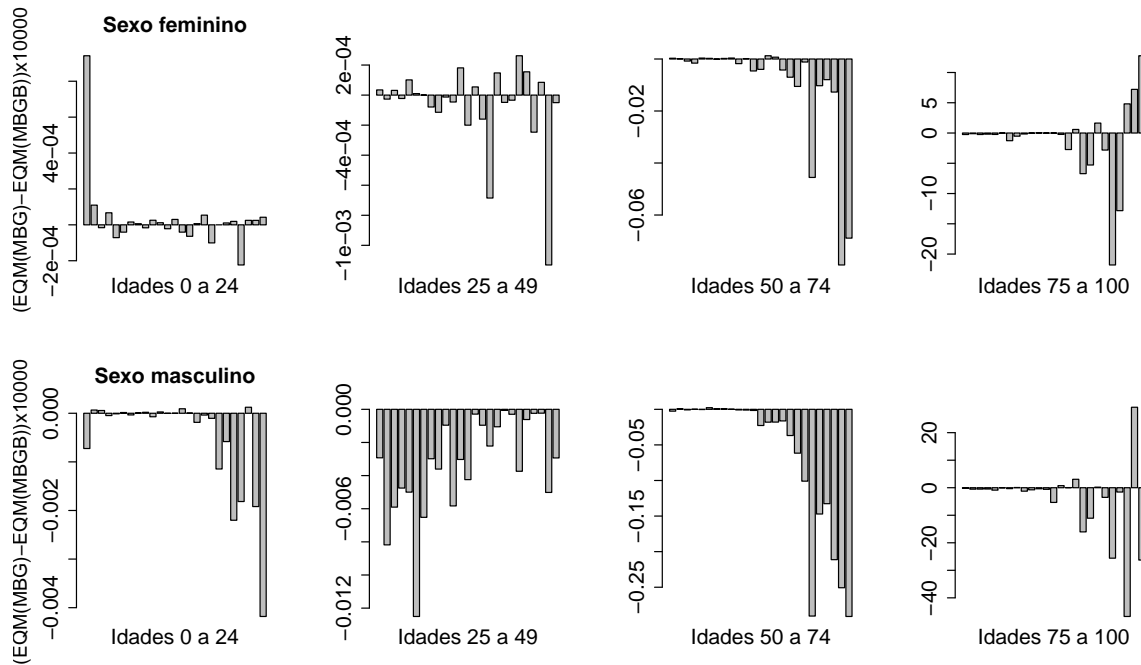 Sexo feminino
(EQM(MBG)−EQM(MBGB))x10000
−2e−04
4e−04
Idades 0 a 24
−1e−03
−4e−04
2e−04
Idades 25 a 49
−0.06
−0.02
Idades 50 a 74
−20
−10
0
5
Idades 75 a 100
Sexo masculino
(EQM(MBG)−EQM(MBGB))x10000
−0.004
−0.002
0.000
Idades 0 a 24
−0.012
−0.006
0.000
Idades 25 a 49
−0.25
−0.15
−0.05
Idades 50 a 74
−40
−20
0
20
Idades 75 a 100